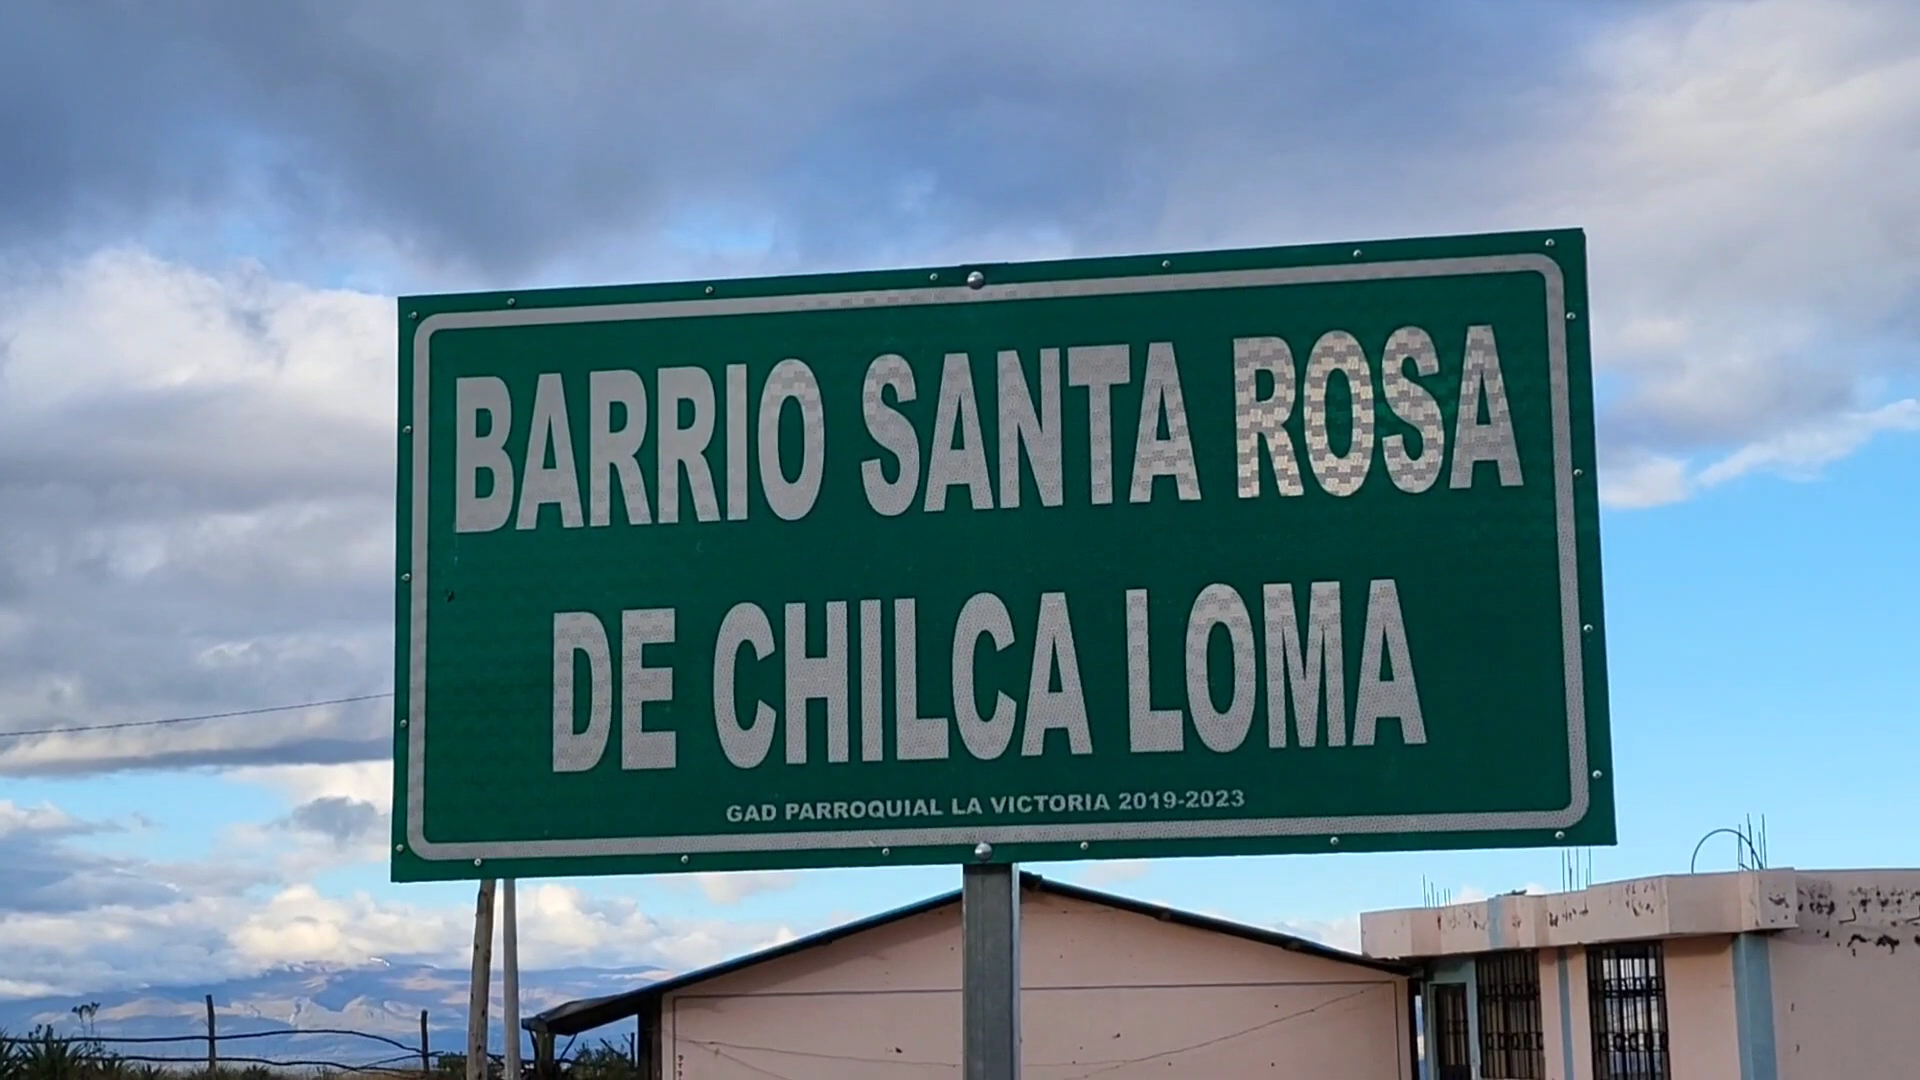 BARRIO SANTA ROSA
DE CHILCA LOMA
GAD PARROQUIAL LA VICTORIA 2019-2023